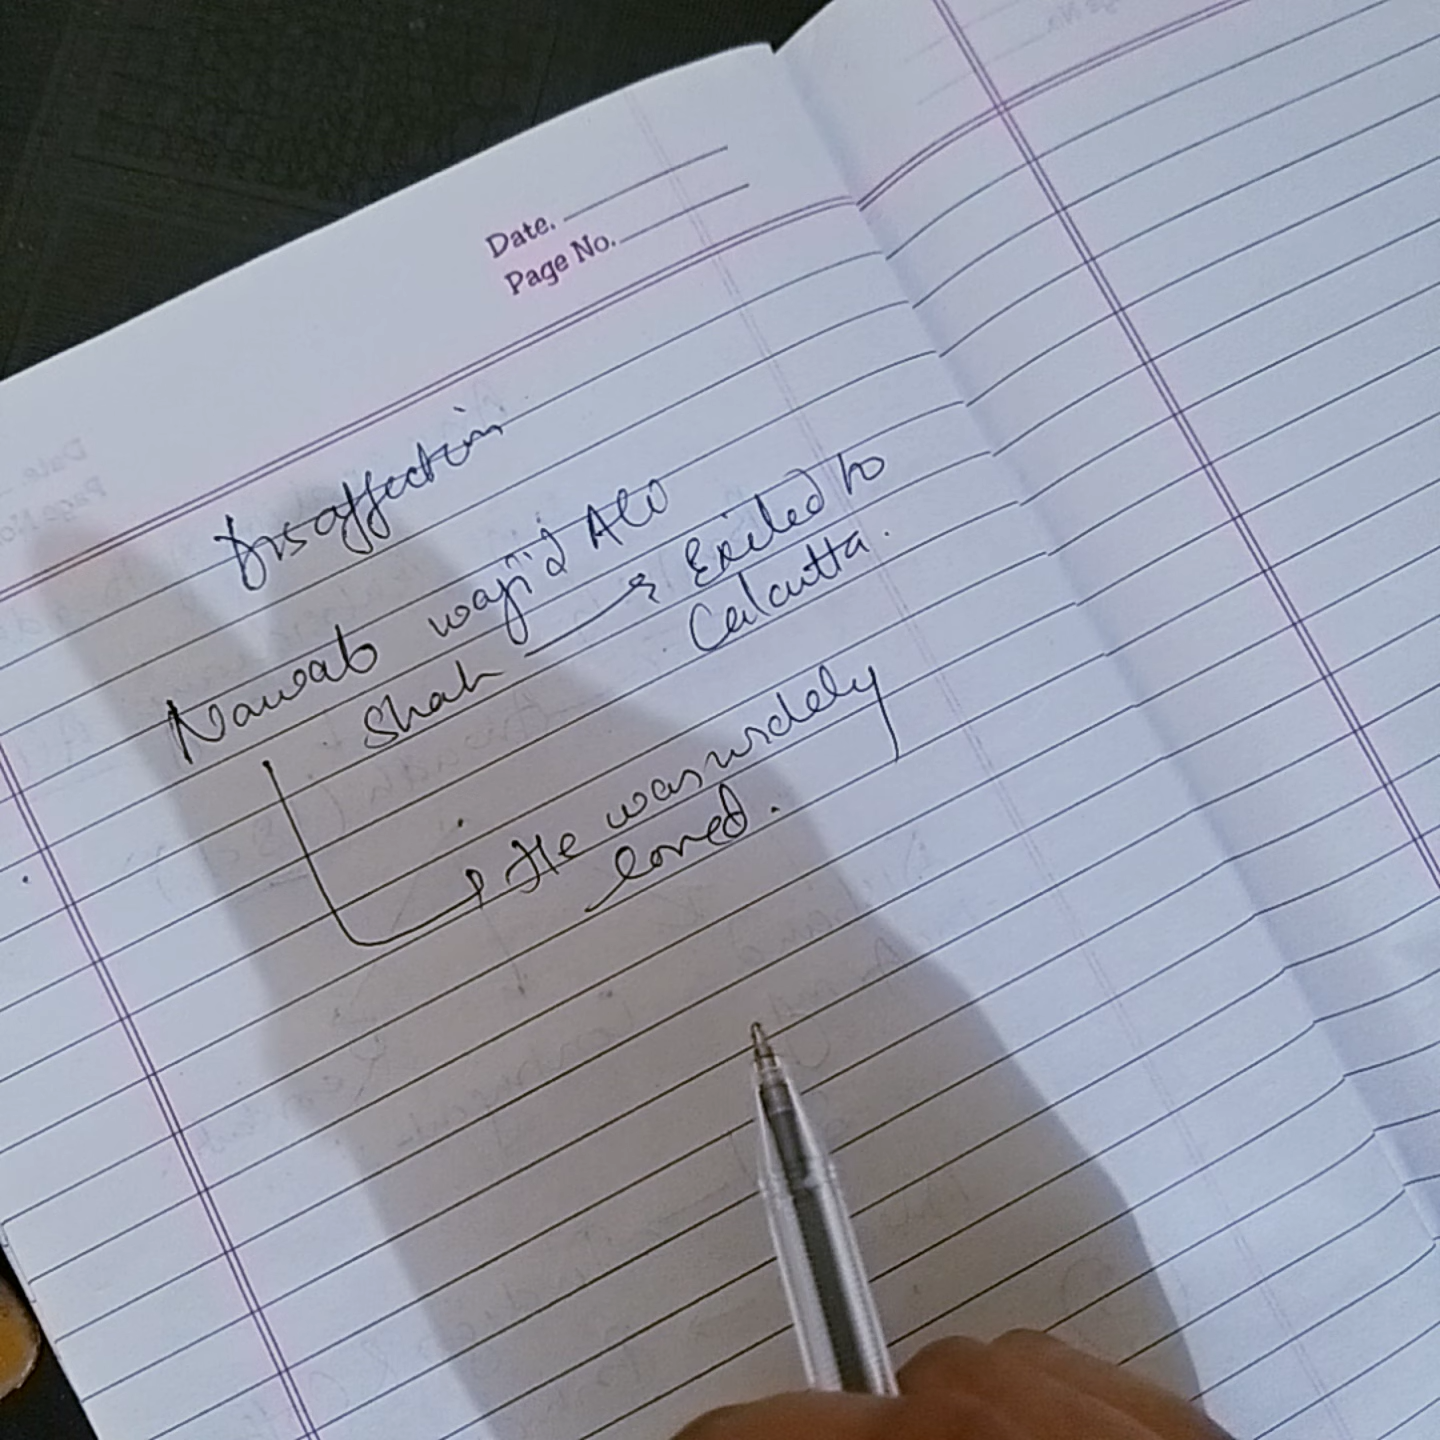 Date.
Page No.
Disaffection
Nawab wajid Ali
Shah → Exiled to
Calcutta.
→ He was widely
loved.